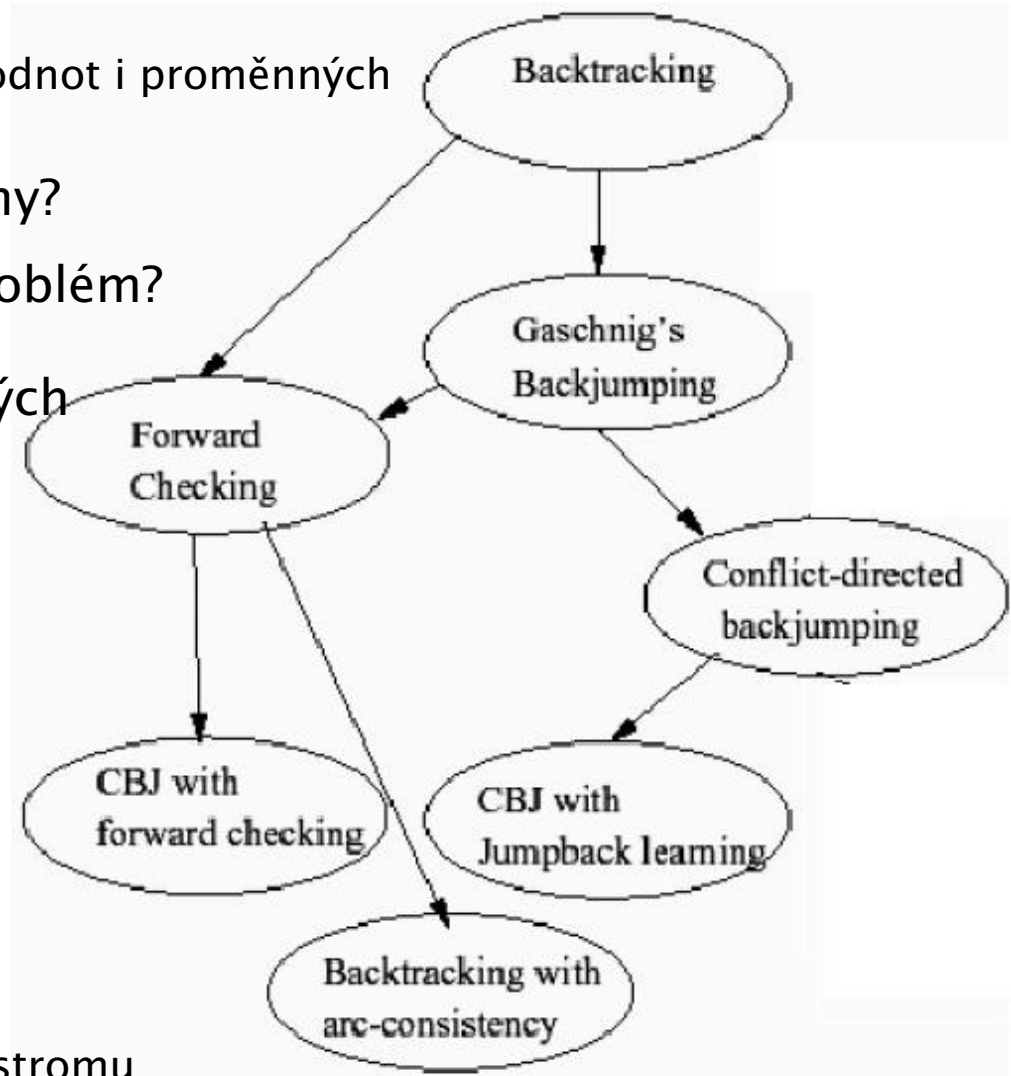 odnot i proměnných
Backtracking
ny?
oblém?
Gaschnig's
Backjumping
ých
Forward
Checking
Conflict-directed
backjumping
CBJ with
forward checking
CBJ with
Jumpback learning
Backtracking with
arc-consistency
stromu